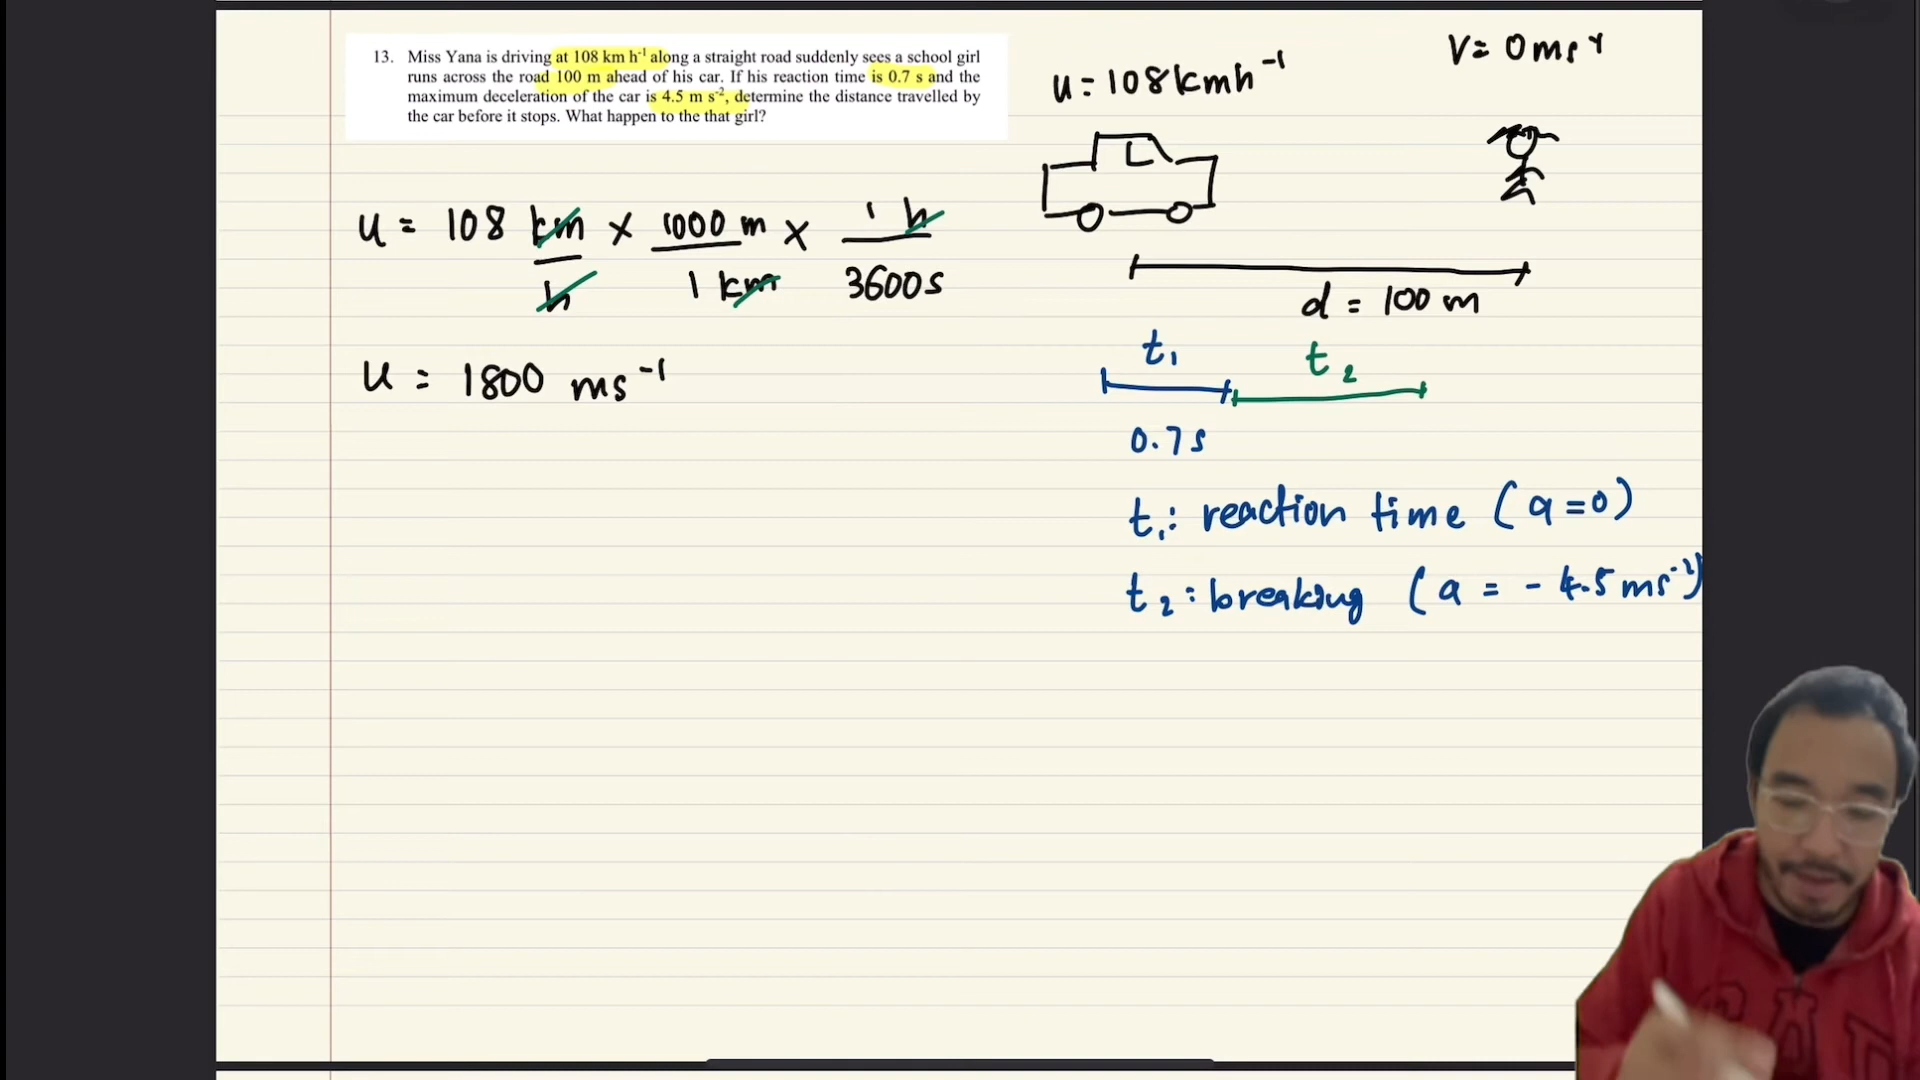 13. Miss Yana is driving at 108 km h⁻¹ along a straight road suddenly sees a school girl
runs across the road 100 m ahead of his car. If his reaction time is 0.7 s and the
maximum deceleration of the car is 4.5 m s⁻², determine the distance travelled by
the car before it stops. What happen to the that girl?
u = 108 km/h × 1000 m/1 km × 1 h/3600s
u = 1800 ms⁻¹
u = 108kmh⁻¹
v = 0ms⁻¹
d = 100 m
t₁
t₂
0.7s
t₁: reaction time (a=0)
t₂: breaking (a = - 4.5 ms⁻²)